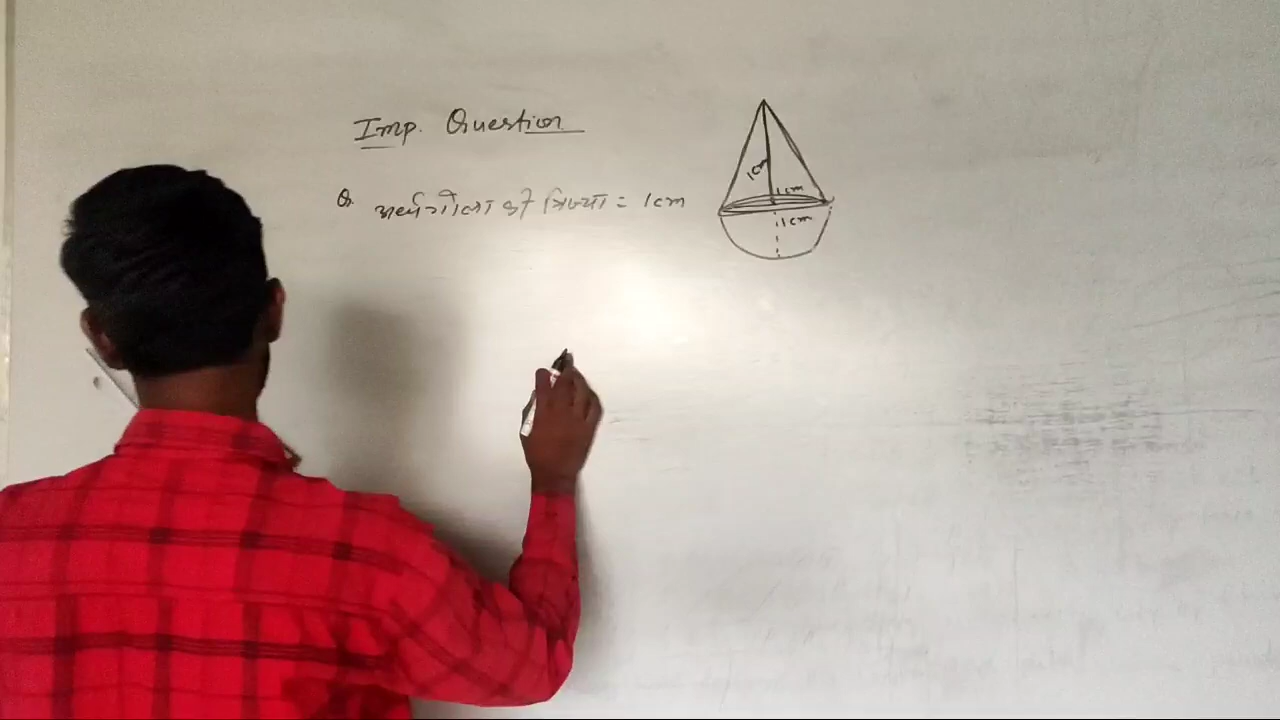 Imp. Question
Q. अर्धगोला की त्रिज्या = 1cm
1cm
1cm
1cm